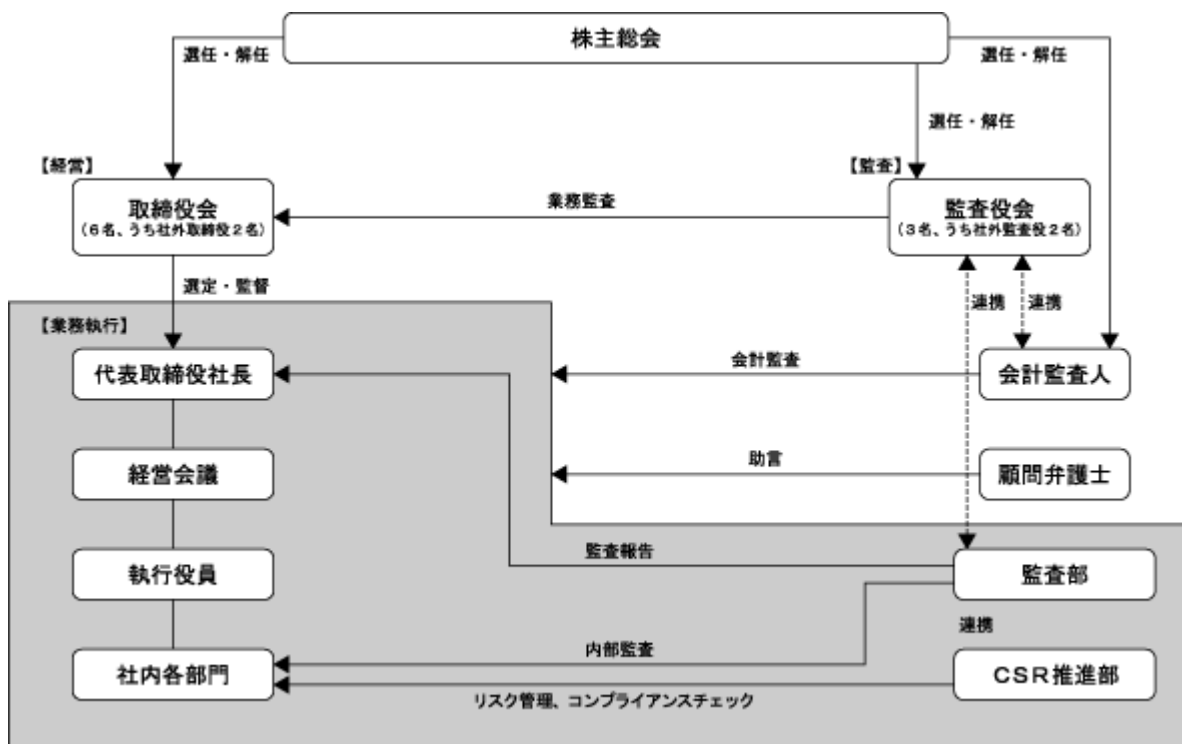 株主総会
選任・解任
選任・解任
選任・解任
【経営】
【監査】
取締役会
(6名、うち社外取締役2名)
業務監査
監査役会
(3名、うち社外監査役2名)
選定・監督
連携
連携
【業務執行】
代表取締役社長
会計監査
会計監査人
経営会議
助言
顧問弁護士
監査報告
執行役員
監査部
連携
内部監査
社内各部門
CSR推進部
リスク管理、コンプライアンスチェック